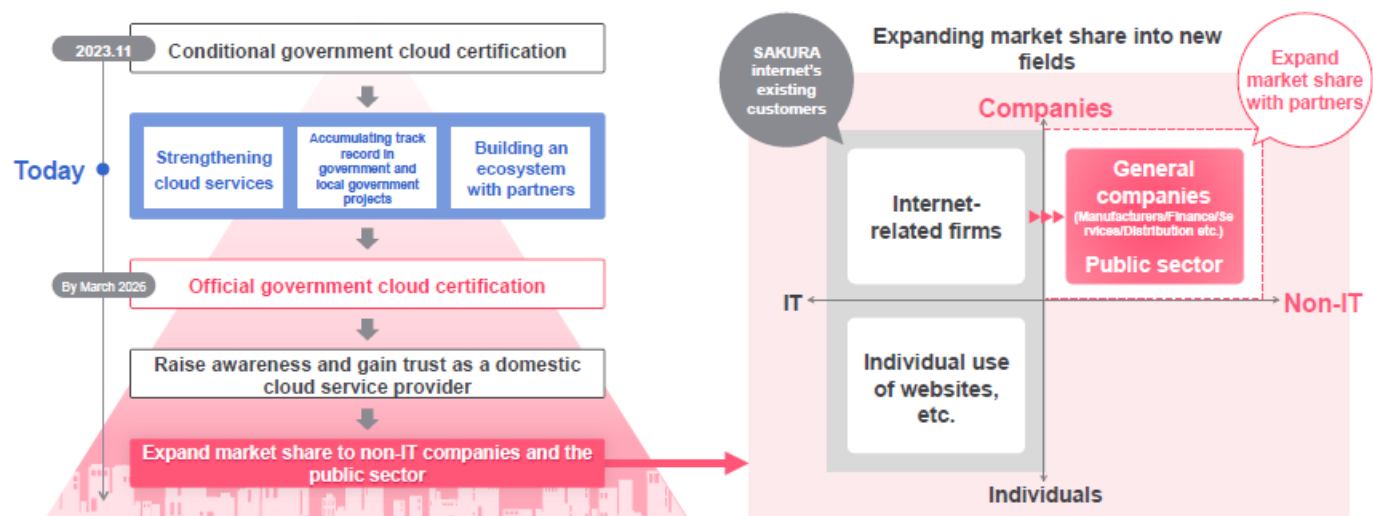 2023.11
Conditional government cloud certification
Today
Strengthening
cloud services
Accumulating track
record in
government and
local government
projects
Building an
ecosystem
with partners
By March 2026
Official government cloud certification
Raise awareness and gain trust as a domestic
cloud service provider
Expand market share to non-IT companies and the
public sector
SAKURA
internet's
existing
customers
Expanding market share into new
fields
Expand
market share
with partners
Companies
Internet-
related firms
General
companies
(Manufacturers/Finance/Se
rvices/Distribution etc.)
Public sector
IT
Non-IT
Individual use
of websites,
etc.
Individuals